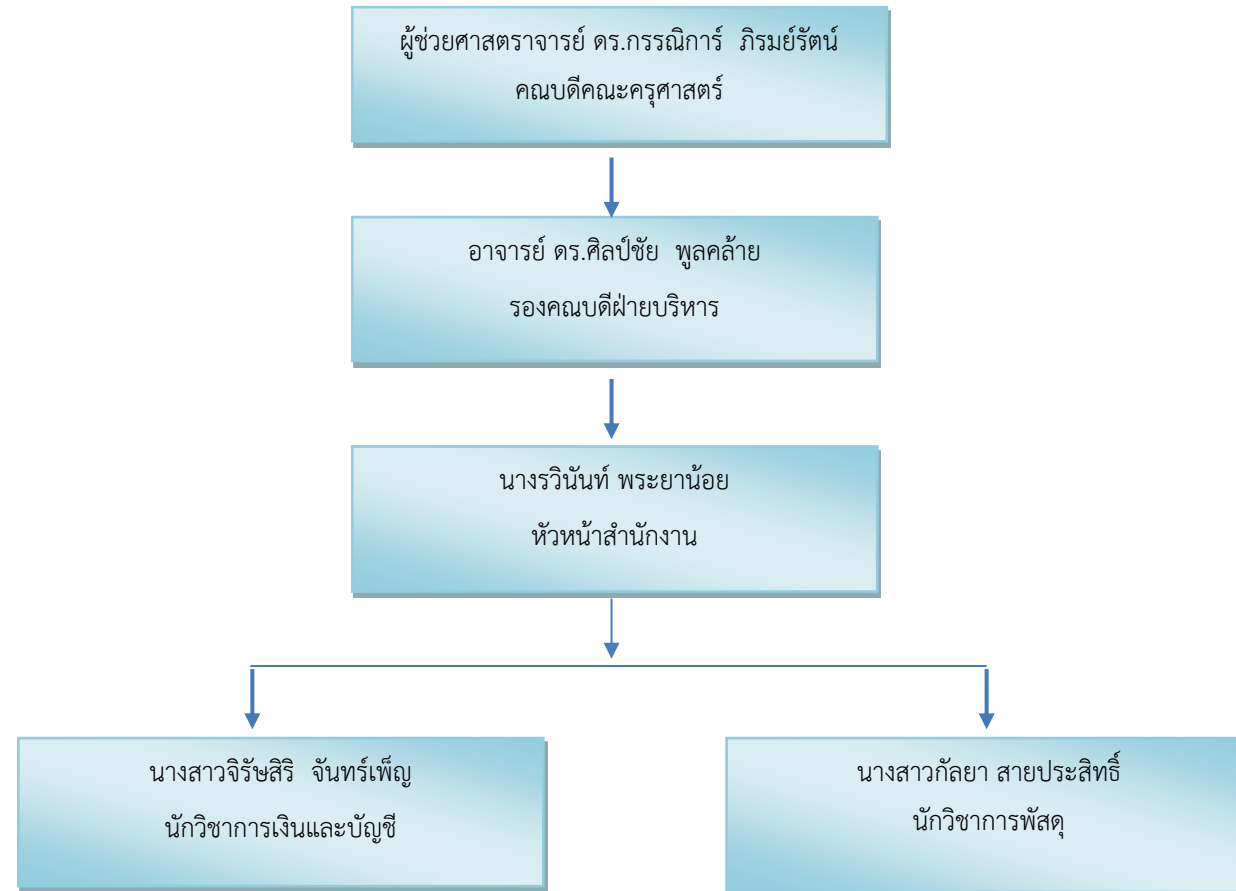 ผู้ช่วยศาสตราจารย์ ดร.กรรณิการ์ ภิรมย์รัตน์
คณบดีคณะครุศาสตร์
อาจารย์ ดร.ศิลป์ชัย พูลคล้าย
รองคณบดีฝ่ายบริหาร
นางรวินันท์ พระยาน้อย
หัวหน้าสำนักงาน
นางสาวจิรัษสิริ จันทร์เพ็ญ
นักวิชาการเงินและบัญชี
นางสาวกัลยา สายประสิทธิ์
นักวิชาการพัสดุ